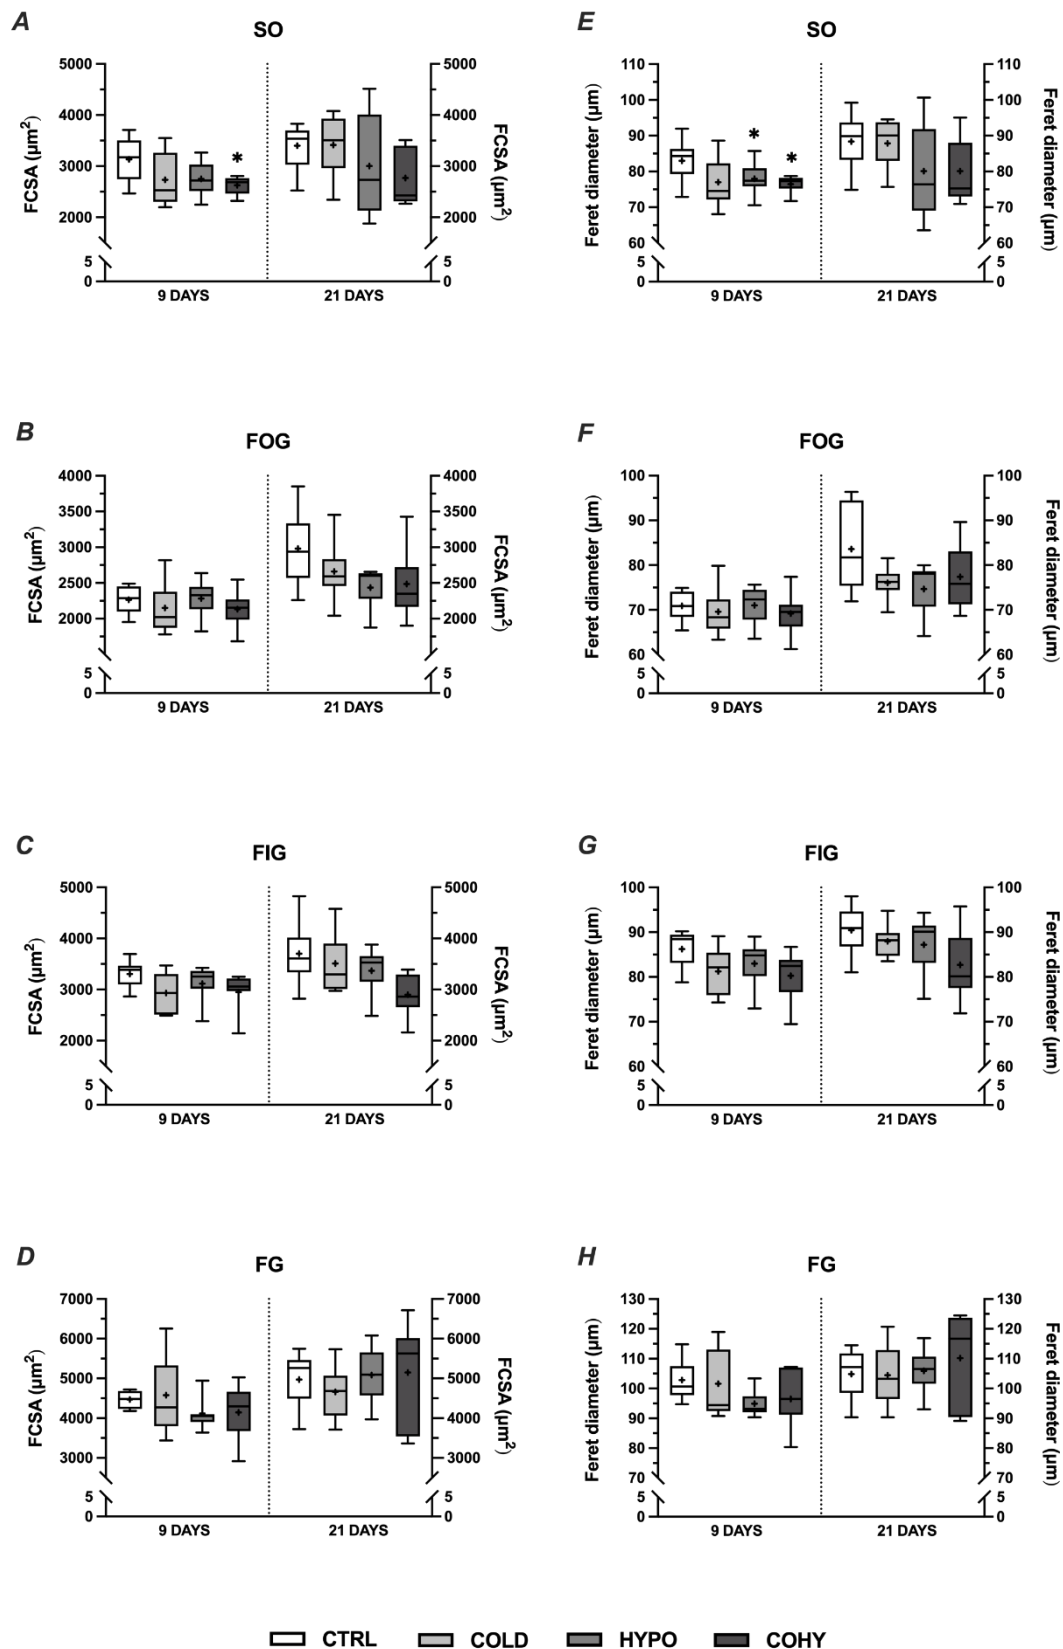 A
SO
5000
4000
3000
2000
5
0
FCSA (µm²)
*
9 DAYS
21 DAYS
5000
4000
3000
2000
5
0
FCSA (µm²)
E
SO
110
100
90
80
70
60
5
0
Feret diameter (µm)
*
*
9 DAYS
21 DAYS
110
100
90
80
70
60
5
0
Feret diameter (µm)
B
FOG
4000
3500
3000
2500
2000
5
0
FCSA (µm²)
9 DAYS
21 DAYS
4000
3500
3000
2500
2000
5
0
FCSA (µm²)
F
FOG
100
90
80
70
60
5
0
Feret diameter (µm)
9 DAYS
21 DAYS
100
90
80
70
60
5
0
Feret diameter (µm)
C
FIG
5000
4000
3000
2000
5
0
FCSA (µm²)
9 DAYS
21 DAYS
5000
4000
3000
2000
5
0
FCSA (µm²)
G
FIG
100
90
80
70
60
5
0
Feret diameter (µm)
9 DAYS
21 DAYS
100
90
80
70
60
5
0
Feret diameter (µm)
D
FG
7000
6000
5000
4000
3000
5
0
FCSA (µm²)
9 DAYS
21 DAYS
7000
6000
5000
4000
3000
5
0
FCSA (µm²)
H
FG
130
120
110
100
90
80
70
5
0
Feret diameter (µm)
9 DAYS
21 DAYS
130
120
110
100
90
80
70
5
0
Feret diameter (µm)
CTRL COLD HYPO COHY